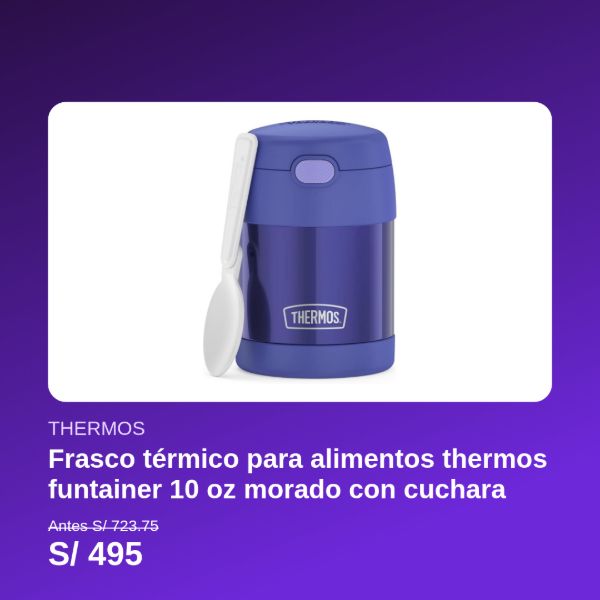 THERMOS.
THERMOS
Frasco térmico para alimentos thermos
funtainer 10 oz morado con cuchara
Antes S/ 723.75
S/ 495